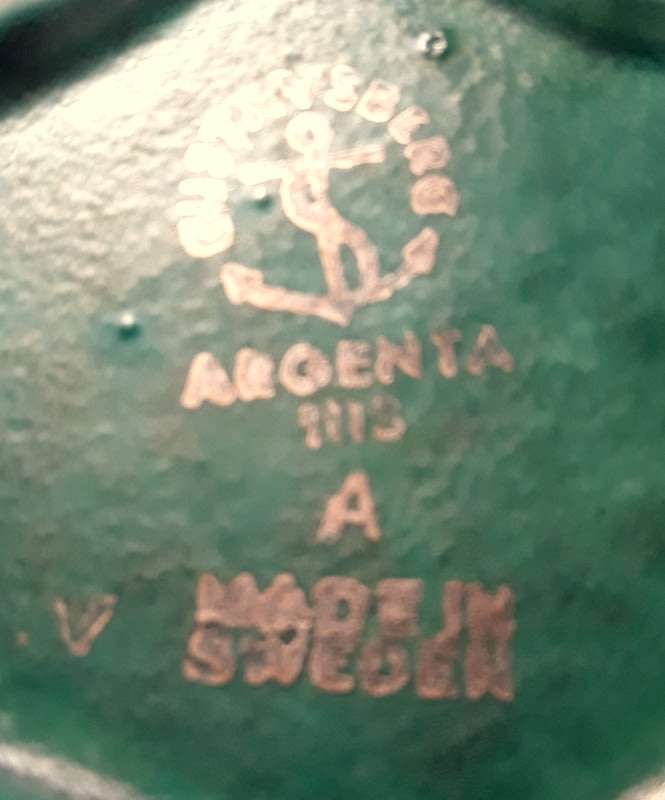 GUSTAVSBERG
ARGENTA
1113
A
V
MADE IN
SWEDEN